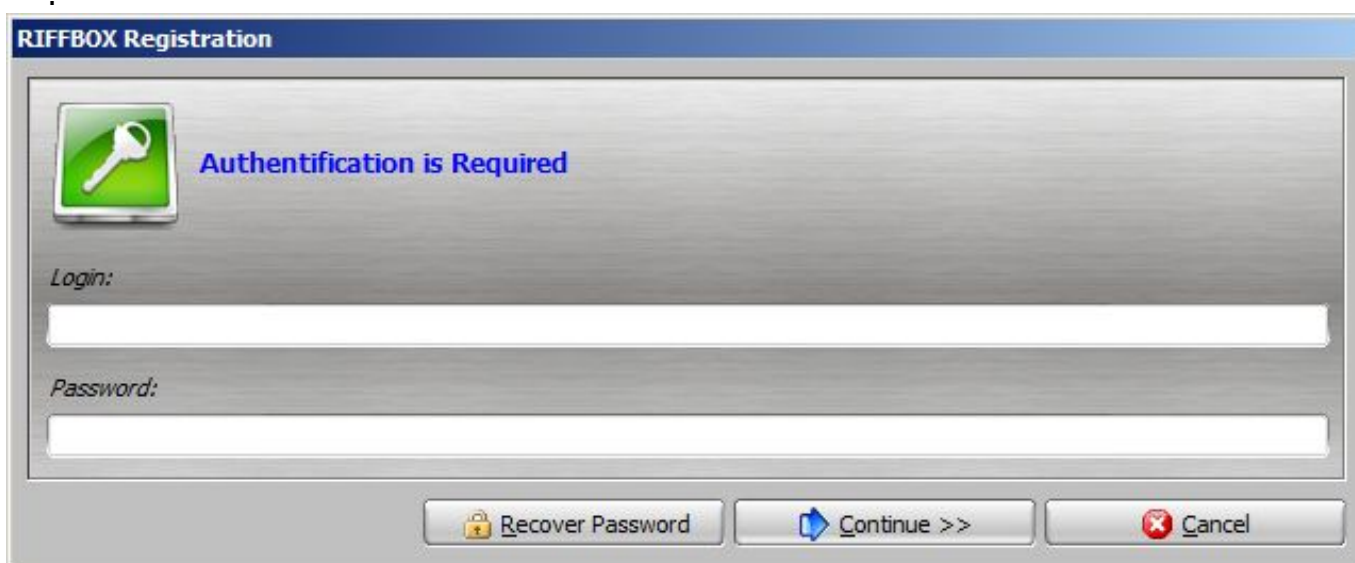 RIFFBOX Registration
Authentification is Required
Login:
Password:
Recover Password
Continue >>
Cancel